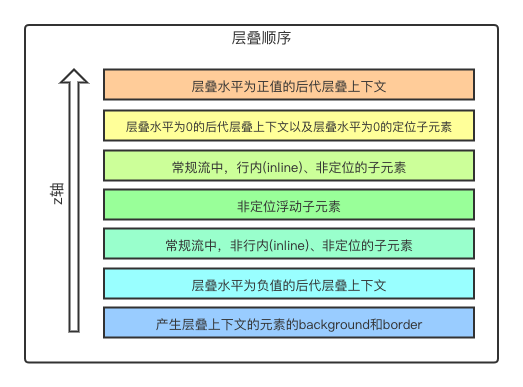 层叠顺序
层叠水平为正值的后代层叠上下文
层叠水平为0的后代层叠上下文以及层叠水平为0的定位子元素
常规流中，行内(inline)、非定位的子元素
z轴
非定位浮动子元素
常规流中，非行内(inline)、非定位的子元素
层叠水平为负值的后代层叠上下文
产生层叠上下文的元素的background和border